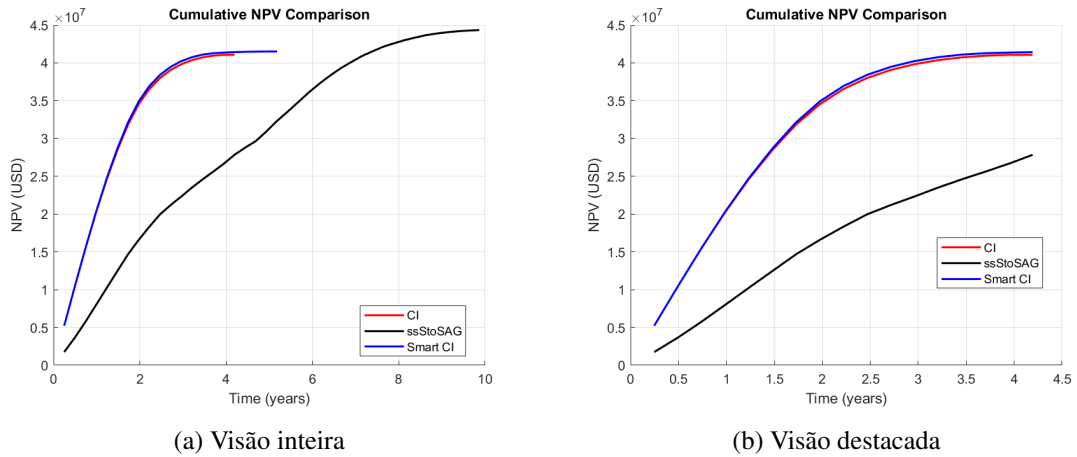 Cumulative NPV Comparison
×10⁷
4.5
4
3.5
3
2.5
2
1.5
1
0.5
0
NPV (USD)
0 2 4 6 8 10
Time (years)
CI
ssStoSAG
Smart CI
(a) Visão inteira
Cumulative NPV Comparison
×10⁷
4.5
4
3.5
3
2.5
2
1.5
1
0.5
0
NPV (USD)
0 0.5 1 1.5 2 2.5 3 3.5 4 4.5
Time (years)
CI
ssStoSAG
Smart CI
(b) Visão destacada